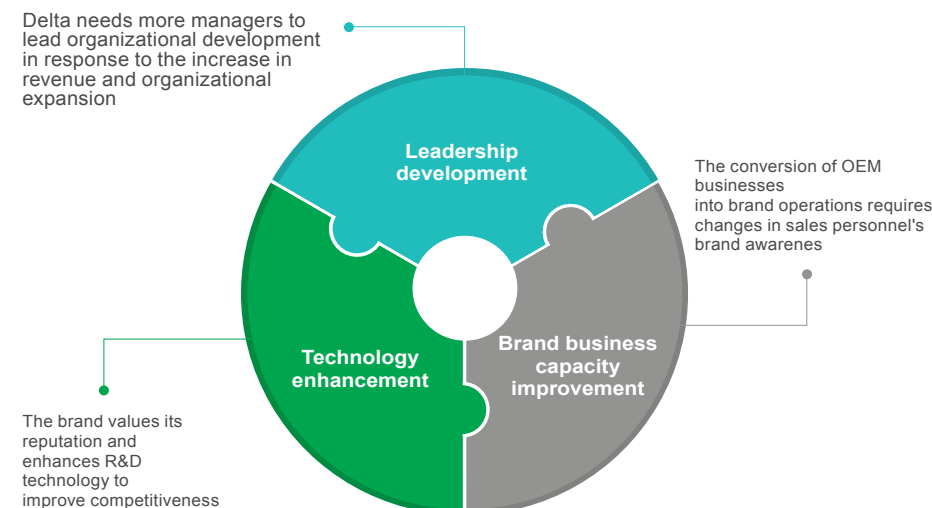 Delta needs more managers to
lead organizational development
in response to the increase in
revenue and organizational
expansion
Leadership
development
The conversion of OEM
businesses
into brand operations requires
changes in sales personnel's
brand awarenes
Technology
enhancement
Brand business
capacity
improvement
The brand values its
reputation and
enhances R&D
technology to
improve competitiveness